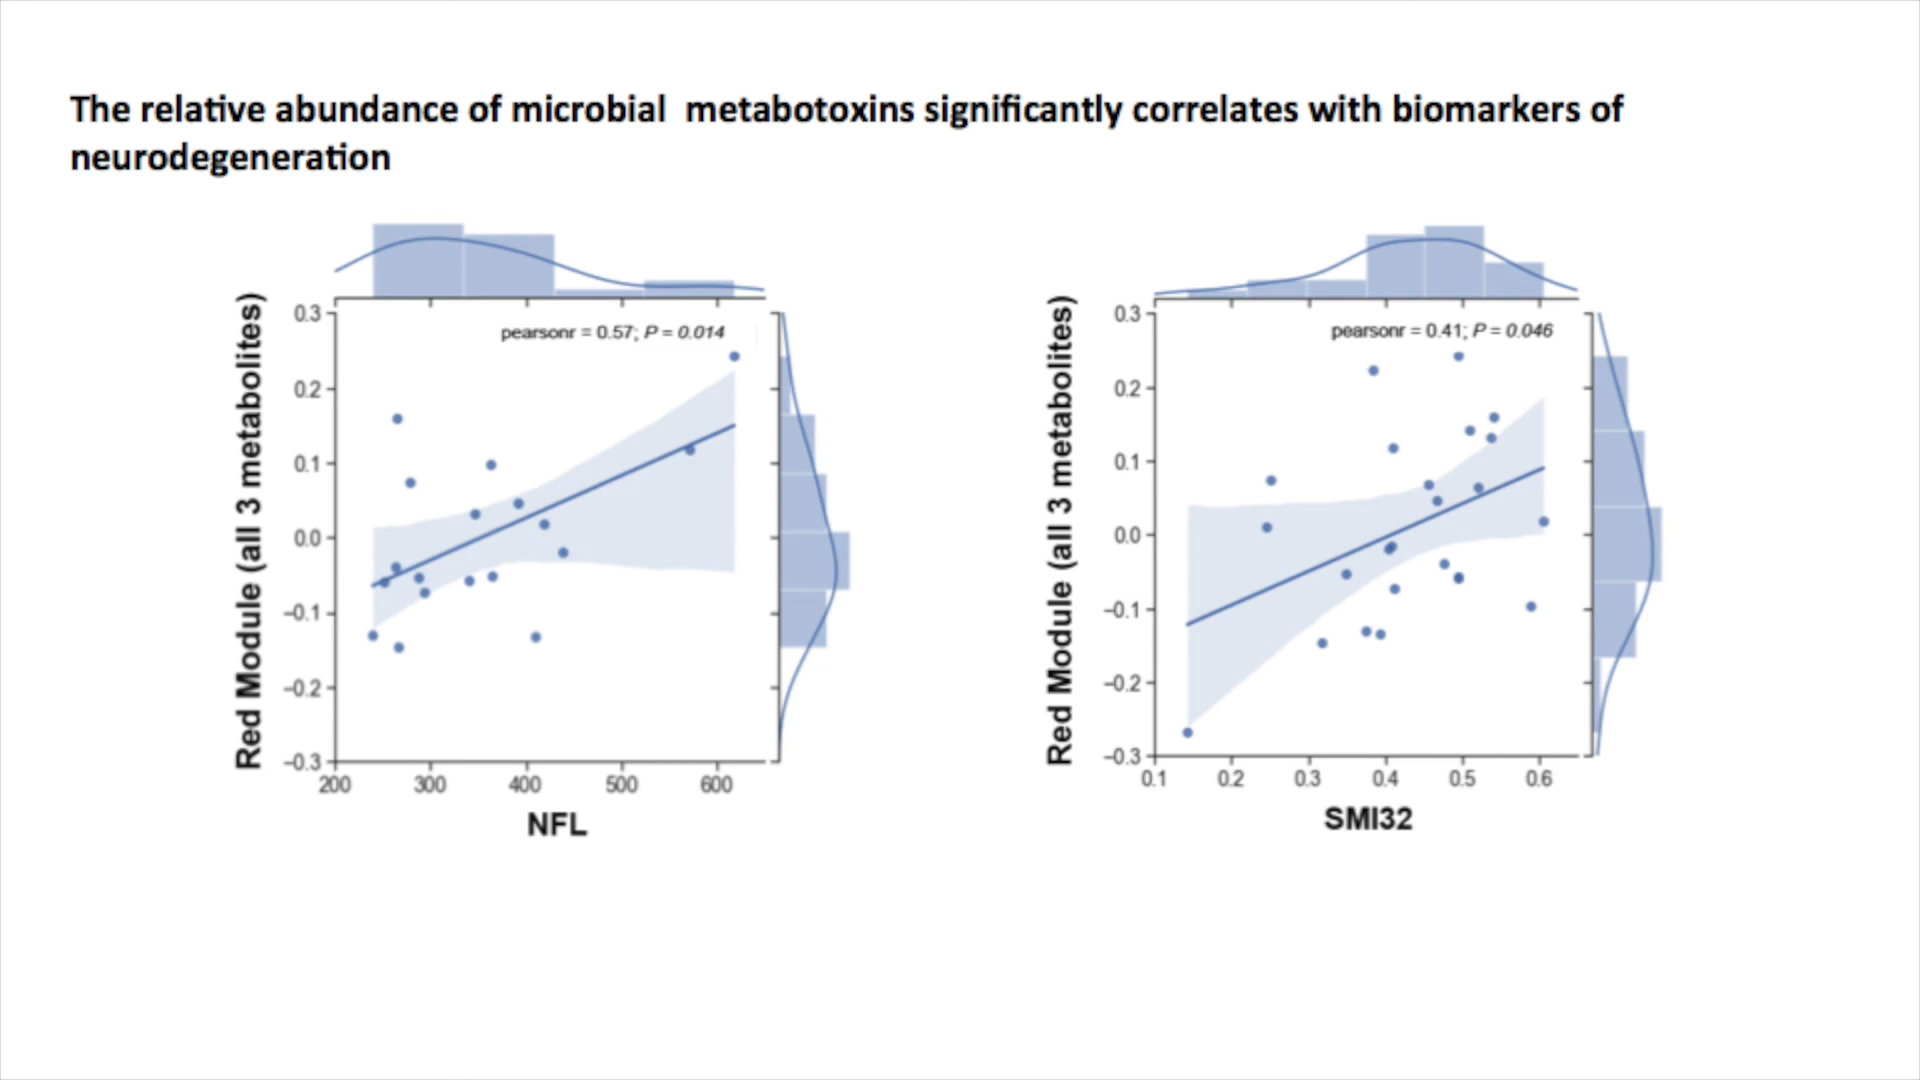 The relative abundance of microbial  metabotoxins significantly correlates with biomarkers of
neurodegeneration
Red Module (all 3 metabolites)
0.3
0.2
0.1
0.0
−0.1
−0.2
−0.3
pearsonr = 0.57; P = 0.014
200 300 400 500 600
NFL
Red Module (all 3 metabolites)
0.3
0.2
0.1
0.0
−0.1
−0.2
−0.3
pearsonr = 0.41; P = 0.046
0.1 0.2 0.3 0.4 0.5 0.6
SMI32